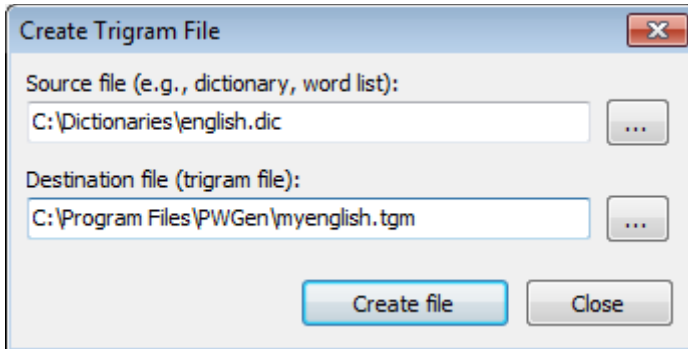 Create Trigram File
Source file (e.g., dictionary, word list):
C:\Dictionaries\english.dic
...
Destination file (trigram file):
C:\Program Files\PWGen\myenglish.tgm
...
Create file
Close